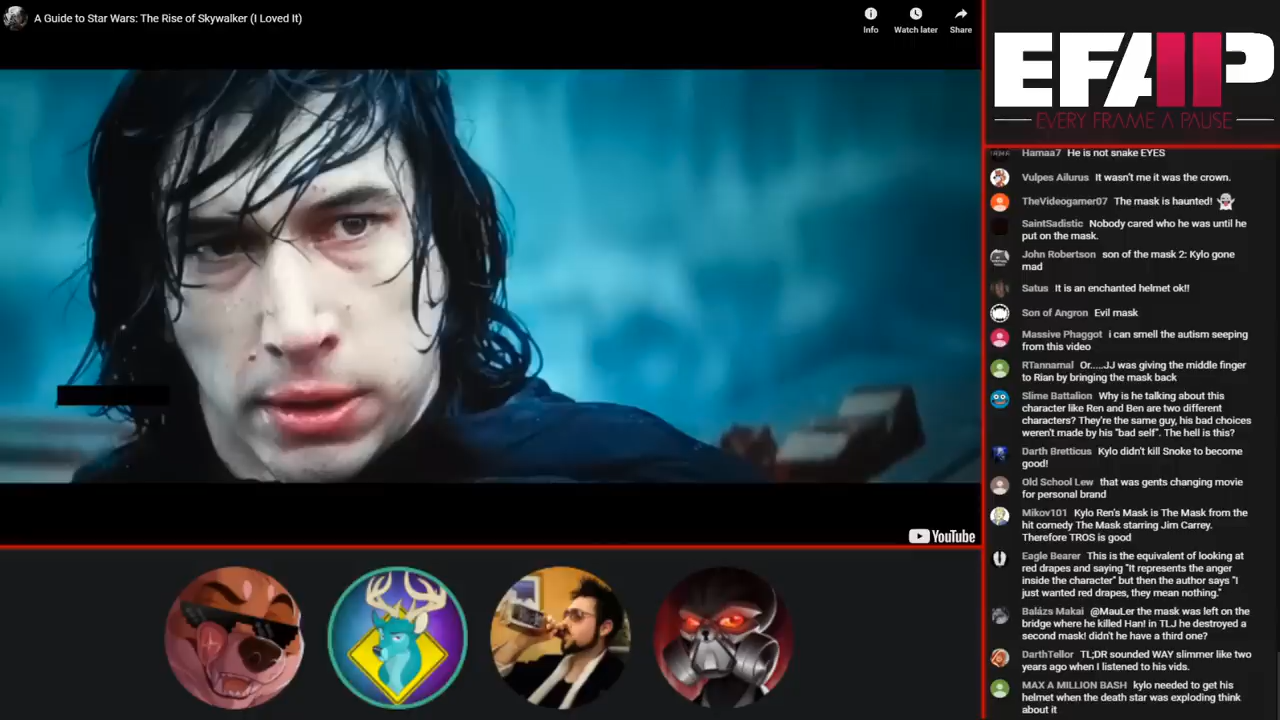 A Guide to Star Wars: The Rise of Skywalker (I Loved It)
Info
Watch later
Share
YouTube
EFAP
EVERY FRAME A PAUSE
Hamaa7 He is not snake EYES
Vulpes Ailurus It wasn't me it was the crown.
TheVideogamer07 The mask is haunted! 👻
SaintSadistic Nobody cared who he was until he
put on the mask.
John Robertson son of the mask 2: Kylo gone
mad
Satus It is an enchanted helmet ok!!
Son of Angron Evil mask
Massive Phaggot i can smell the autism seeping
from this video
RTannamal Or.....JJ was giving the middle finger
to Rian by bringing the mask back
Slime Battalion Why is he talking about this
character like Ren and Ben are two different
characters? They're the same guy, his bad choices
weren't made by his "bad self". The hell is this?
Darth Bretticus Kylo didn't kill Snoke to become
good!
Old School Lew that was gents changing movie
for personal brand
Mikov101 Kylo Ren's Mask is The Mask from the
hit comedy The Mask starring Jim Carrey.
Therefore TROS is good
Eagle Bearer This is the equivalent of looking at
red drapes and saying "It represents the anger
inside the character" but then the author says "I
just wanted red drapes, they mean nothing."
Balázs Makai @MauLer the mask was left on the
bridge where he killed Han! in TLJ he destroyed a
second mask! didn't he have a third one?
DarthTellor TL;DR sounded WAY slimmer like two
years ago when I listened to his vids.
MAX A MILLION BASH kylo needed to get his
helmet when the death star was exploding think
about it